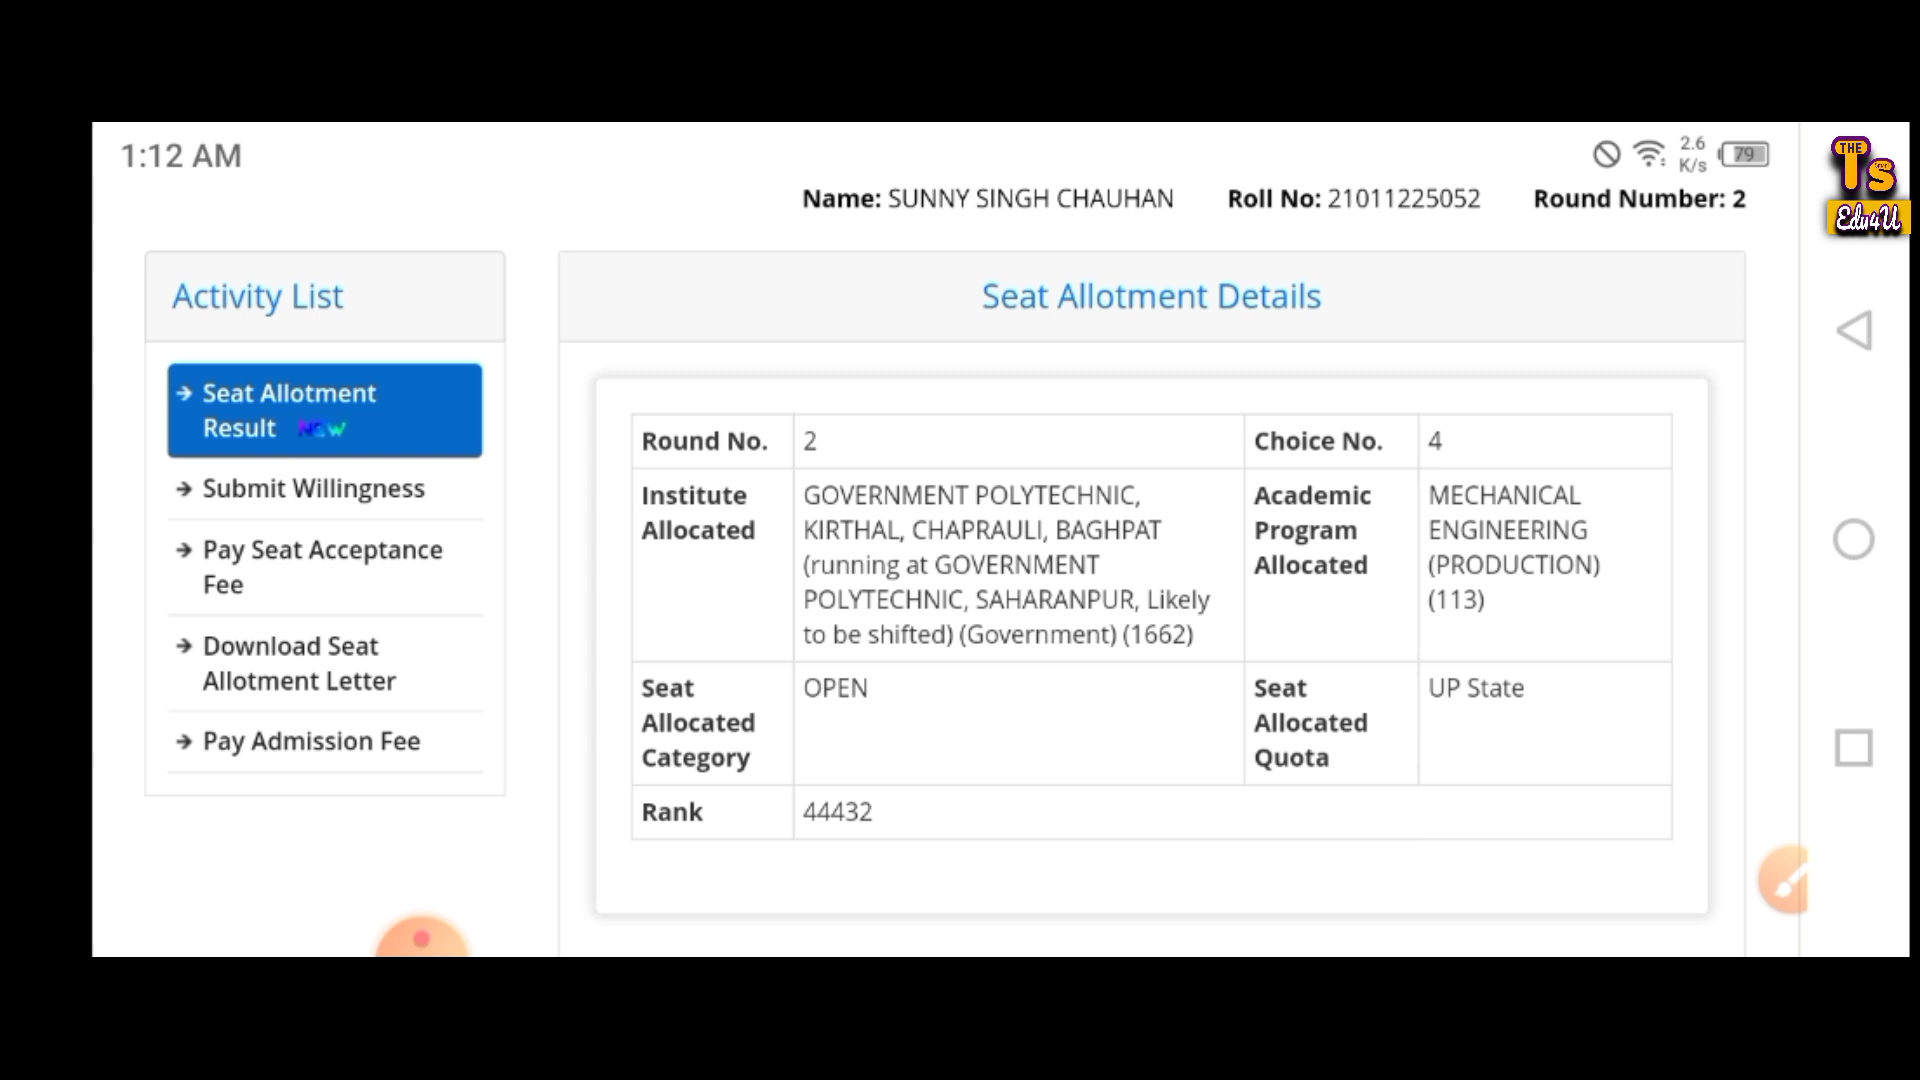 1:12 AM
2.6
K/s
79
THE
Ts
Edu4U
Name: SUNNY SINGH CHAUHAN Roll No: 21011225052 Round Number: 2
Activity List
Seat Allotment
Result NEW
Submit Willingness
Pay Seat Acceptance
Fee
Download Seat
Allotment Letter
Pay Admission Fee
Seat Allotment Details
Round No. 2 Choice No. 4
Institute
Allocated
GOVERNMENT POLYTECHNIC,
KIRTHAL, CHAPRAULI, BAGHPAT
(running at GOVERNMENT
POLYTECHNIC, SAHARANPUR, Likely
to be shifted) (Government) (1662)
Academic
Program
Allocated
MECHANICAL
ENGINEERING
(PRODUCTION)
(113)
Seat
Allocated
Category
OPEN
Seat
Allocated
Quota
UP State
Rank 44432